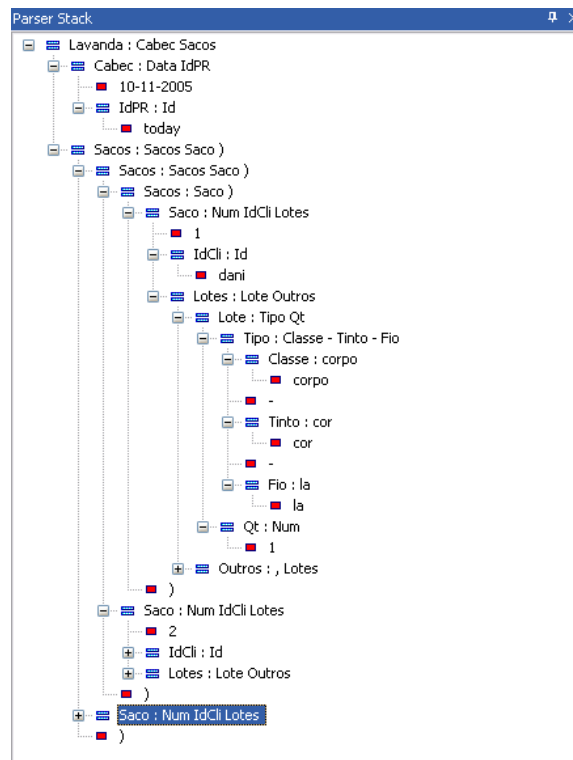 Parser Stack
Lavanda : Cabec Sacos
Cabec : Data IdPR
10-11-2005
IdPR : Id
today
Sacos : Sacos Saco )
Sacos : Sacos Saco )
Sacos : Saco )
Saco : Num IdCli Lotes
1
IdCli : Id
dani
Lotes : Lote Outros
Lote : Tipo Qt
Tipo : Classe - Tinto - Fio
Classe : corpo
corpo
-
Tinto : cor
cor
-
Fio : la
la
Qt : Num
1
Outros : , Lotes
)
Saco : Num IdCli Lotes
2
IdCli : Id
Lotes : Lote Outros
)
Saco : Num IdCli Lotes
)